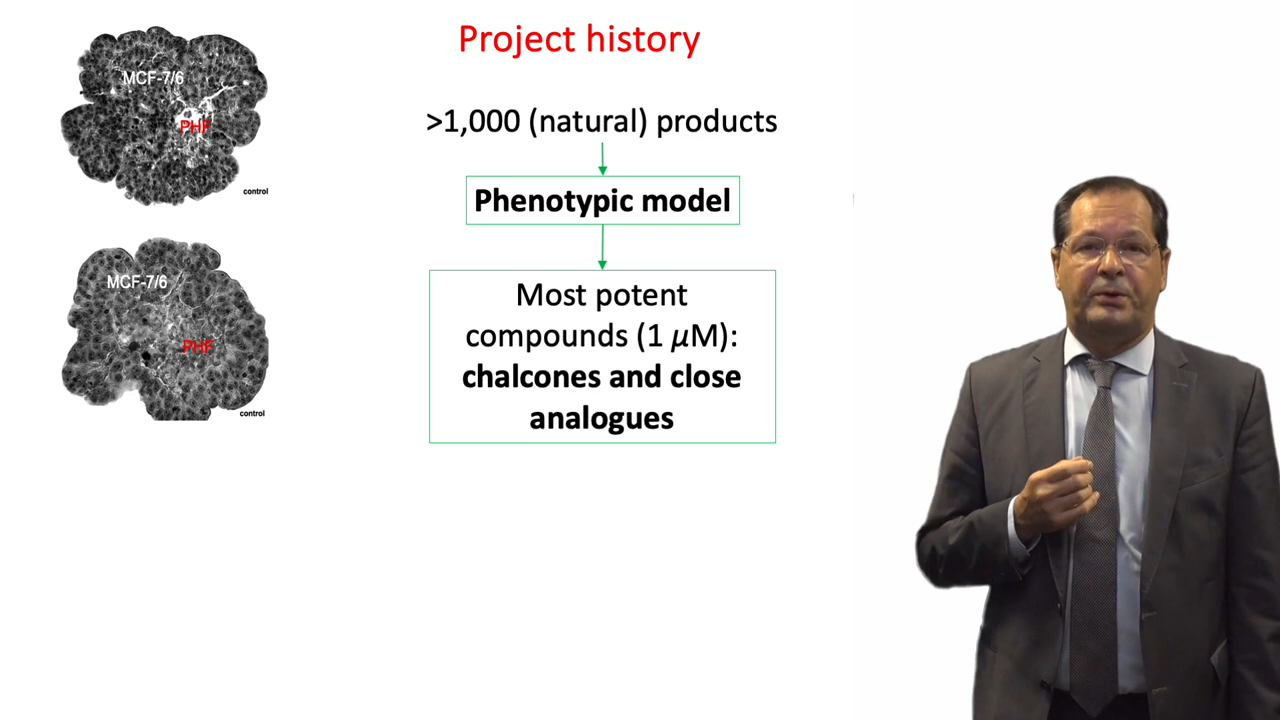 Project history
MCF-7/6
PHF
control
MCF-7/6
PHF
control
>1,000 (natural) products
Phenotypic model
Most potent
compounds (1 µM):
chalcones and close
analogues